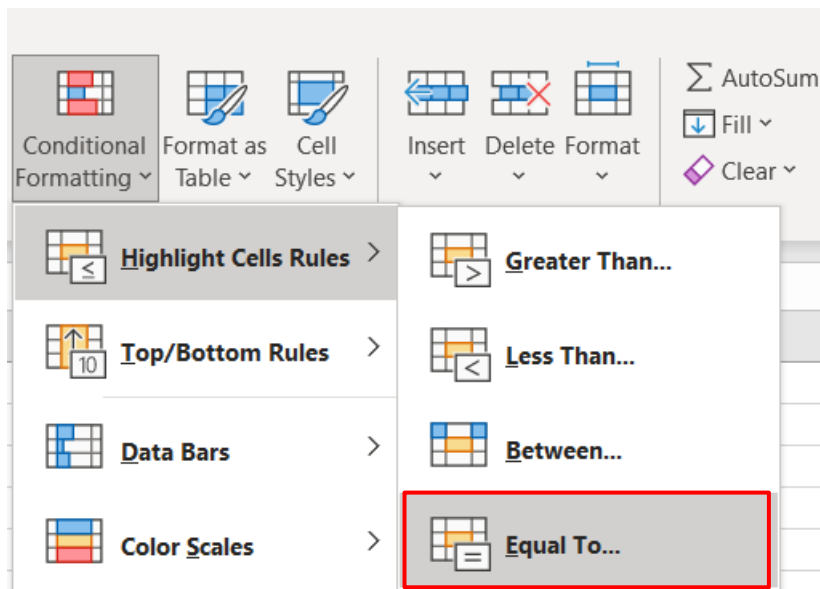 Conditional Formatting
Format as Table
Cell Styles
Insert
Delete
Format
AutoSum
Fill
Clear
Highlight Cells Rules
Greater Than...
Top/Bottom Rules
10
Less Than...
Data Bars
Between...
Color Scales
Equal To...